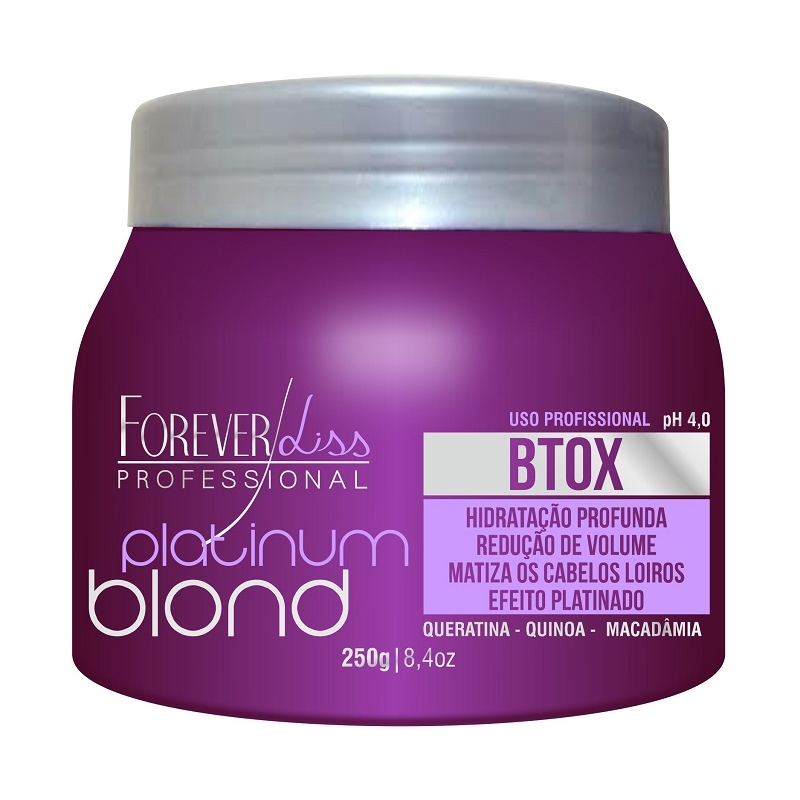 FOREVER Liss
PROFESSIONAL
platinum
blond
USO PROFISSIONAL pH 4,0
BTOX
HIDRATAÇÃO PROFUNDA
REDUÇÃO DE VOLUME
MATIZA OS CABELOS LOIROS
EFEITO PLATINADO
QUERATINA - QUINOA - MACADÂMIA
250g | 8,4oz